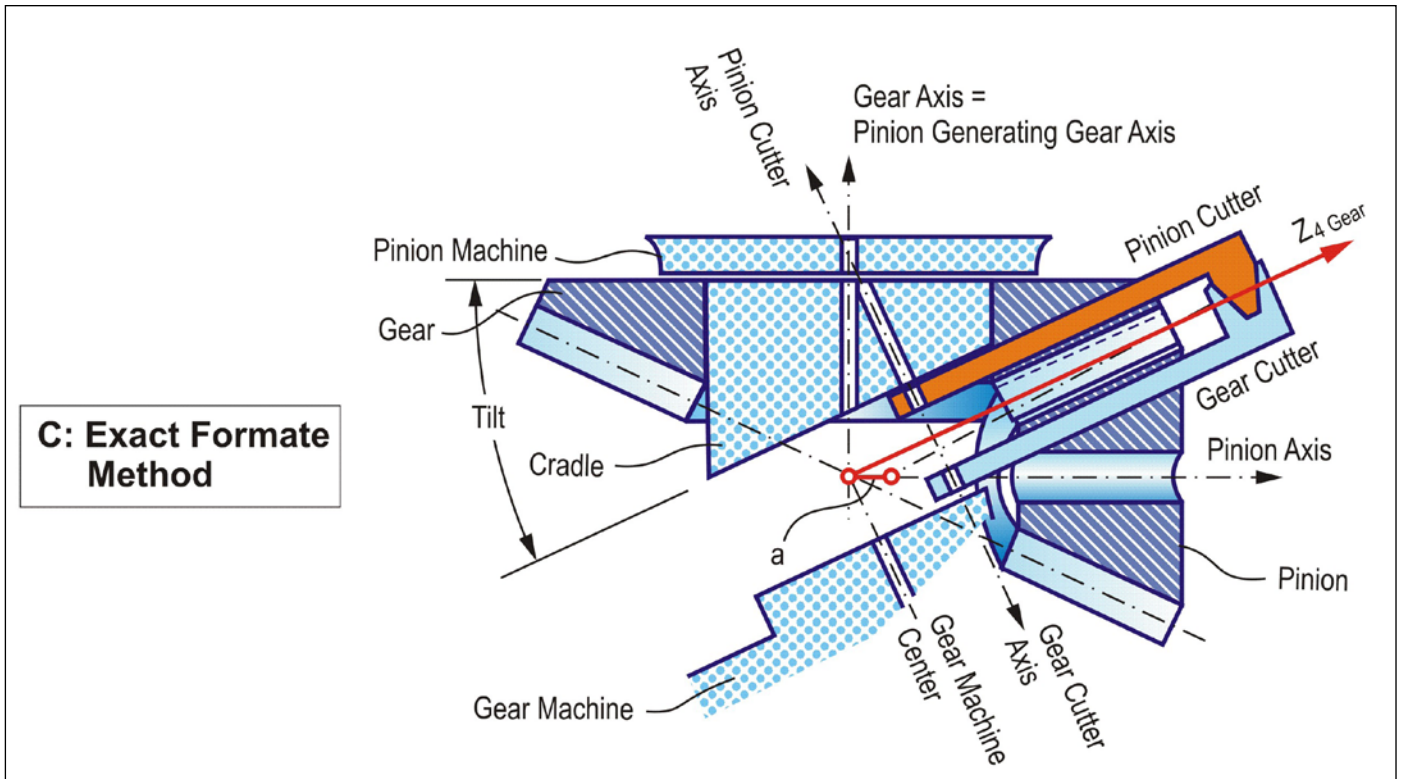 Pinion Cutter
Axis
Gear Axis =
Pinion Generating Gear Axis
Pinion Machine
Pinion Cutter
Z4 Gear
Gear
Gear Cutter
Tilt
C: Exact Formate
Method
Cradle
Pinion Axis
a
Pinion
Gear Machine
Center
Gear Cutter
Axis
Gear Machine